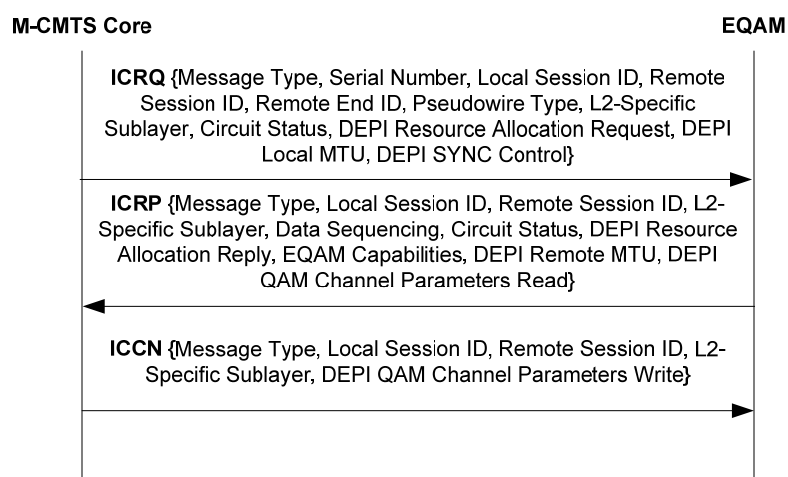 M-CMTS Core
EQAM
ICRQ {Message Type, Serial Number, Local Session ID, Remote
Session ID, Remote End ID, Pseudowire Type, L2-Specific
Sublayer, Circuit Status, DEPI Resource Allocation Request, DEPI
Local MTU, DEPI SYNC Control}
ICRP {Message Type, Local Session ID, Remote Session ID, L2-
Specific Sublayer, Data Sequencing, Circuit Status, DEPI Resource
Allocation Reply, EQAM Capabilities, DEPI Remote MTU, DEPI
QAM Channel Parameters Read}
ICCN {Message Type, Local Session ID, Remote Session ID, L2-
Specific Sublayer, DEPI QAM Channel Parameters Write}